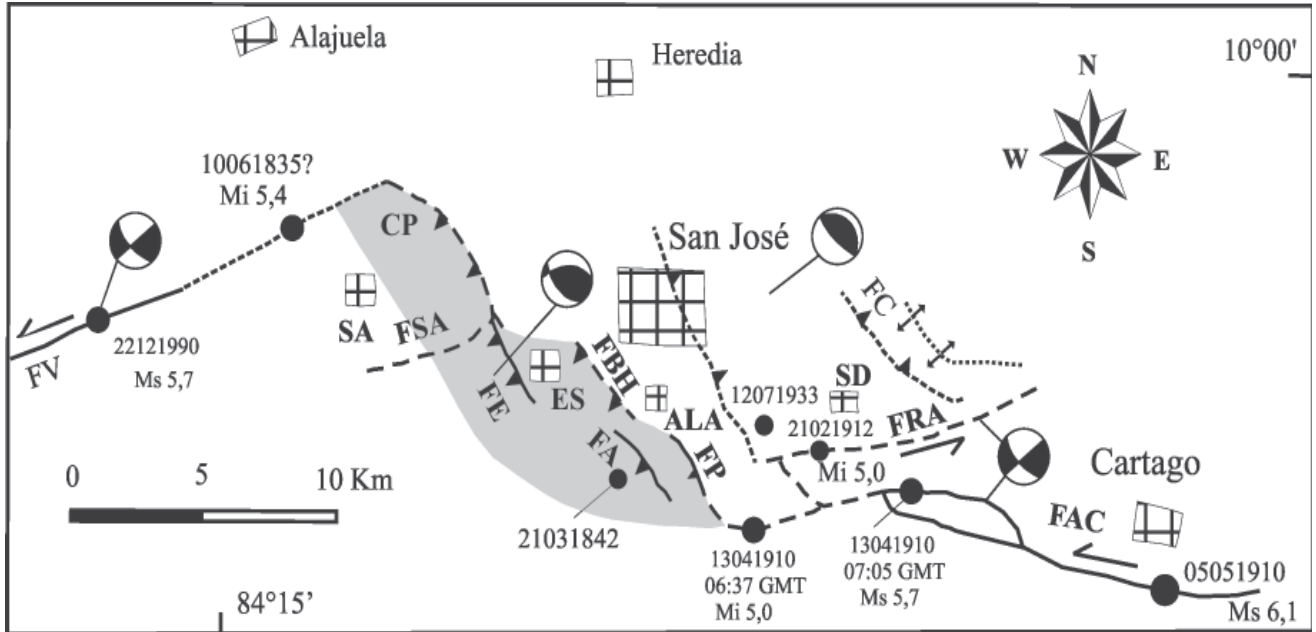 Alajuela
Heredia
10°00'
N
W E
S
10061835?
Mi 5,4
CP
San José
FC
SA
FSA
22121990
Ms 5,7
FV
FE
ES
FBH
ALA
12071933
SD
21021912
FRA
Mi 5,0
FA
FP
Cartago
0 5 10 Km
FAC
21031842
13041910
06:37 GMT
Mi 5,0
13041910
07:05 GMT
Ms 5,7
05051910
Ms 6,1
84°15’